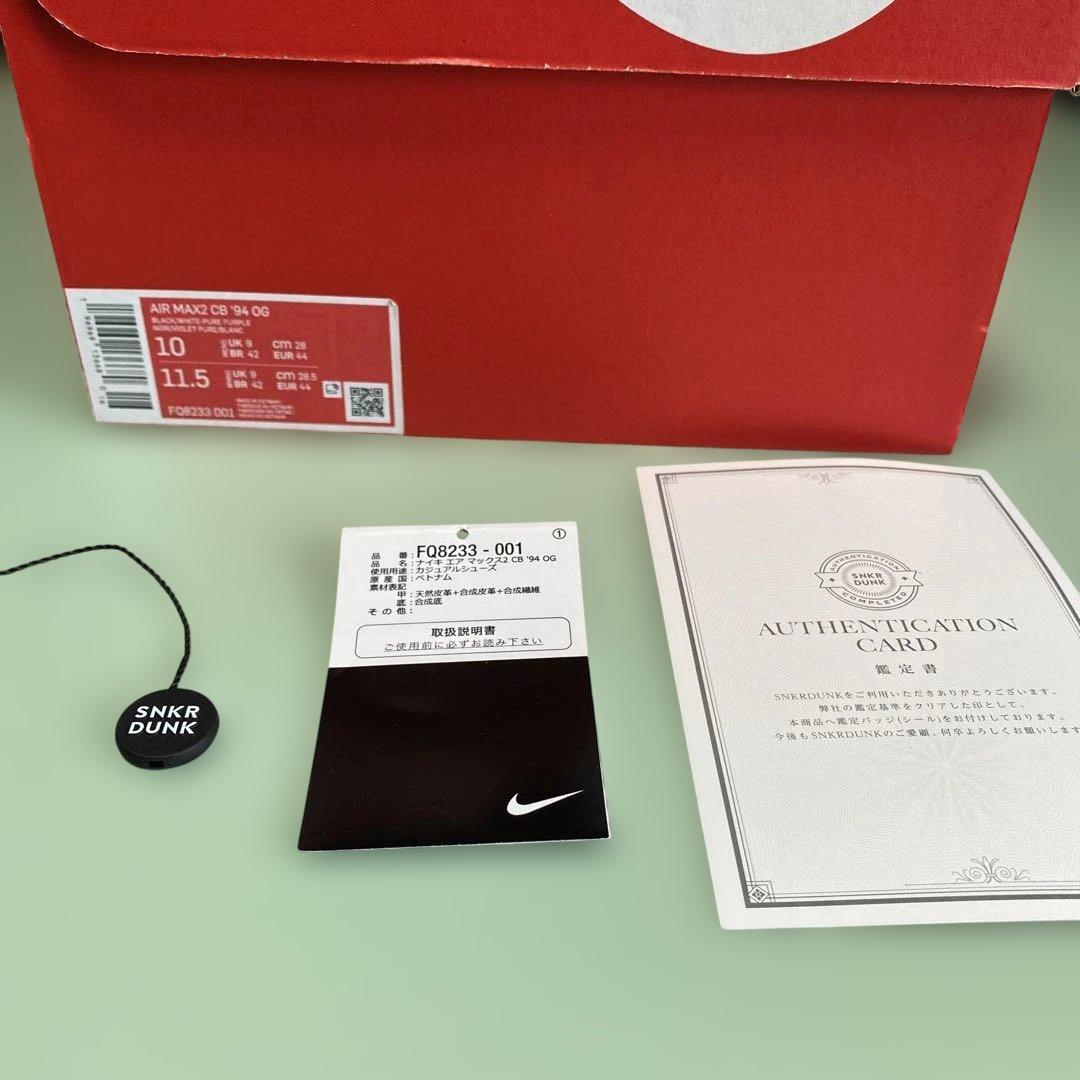 AIR MAX2 CB '94 OG
BLACK/WHITE-PURE PURPLE
NOIR/VIOLET PURE/BLANC
10 UK 9 cm 28
BR 42 EUR 44
11.5 UK 9 cm 28.5
BR 42 EUR 44
FQ8233 001
①
品 番 : FQ8233 - 001
品 名 : ナイキ エア マックス2 CB '94 OG
使用用途 : カジュアルシューズ
原 産 国 : ベトナム
素材表記
甲 : 天然皮革+合成皮革+合成繊維
底 : 合成底
そ の 他 :
取扱説明書
ご使用前に必ずお読み下さい
SNKR
DUNK
AUTHENTICATION
SNKR
DUNK
COMPLETED
AUTHENTICATION
CARD
鑑定書
SNKRDUNKをご利用いただきありがとうございます。
弊社の鑑定基準をクリアした印として、
本商品へ鑑定バッジ(シール)をお付けしております。
今後もSNKRDUNKのご愛顧、何卒よろしくお願いします